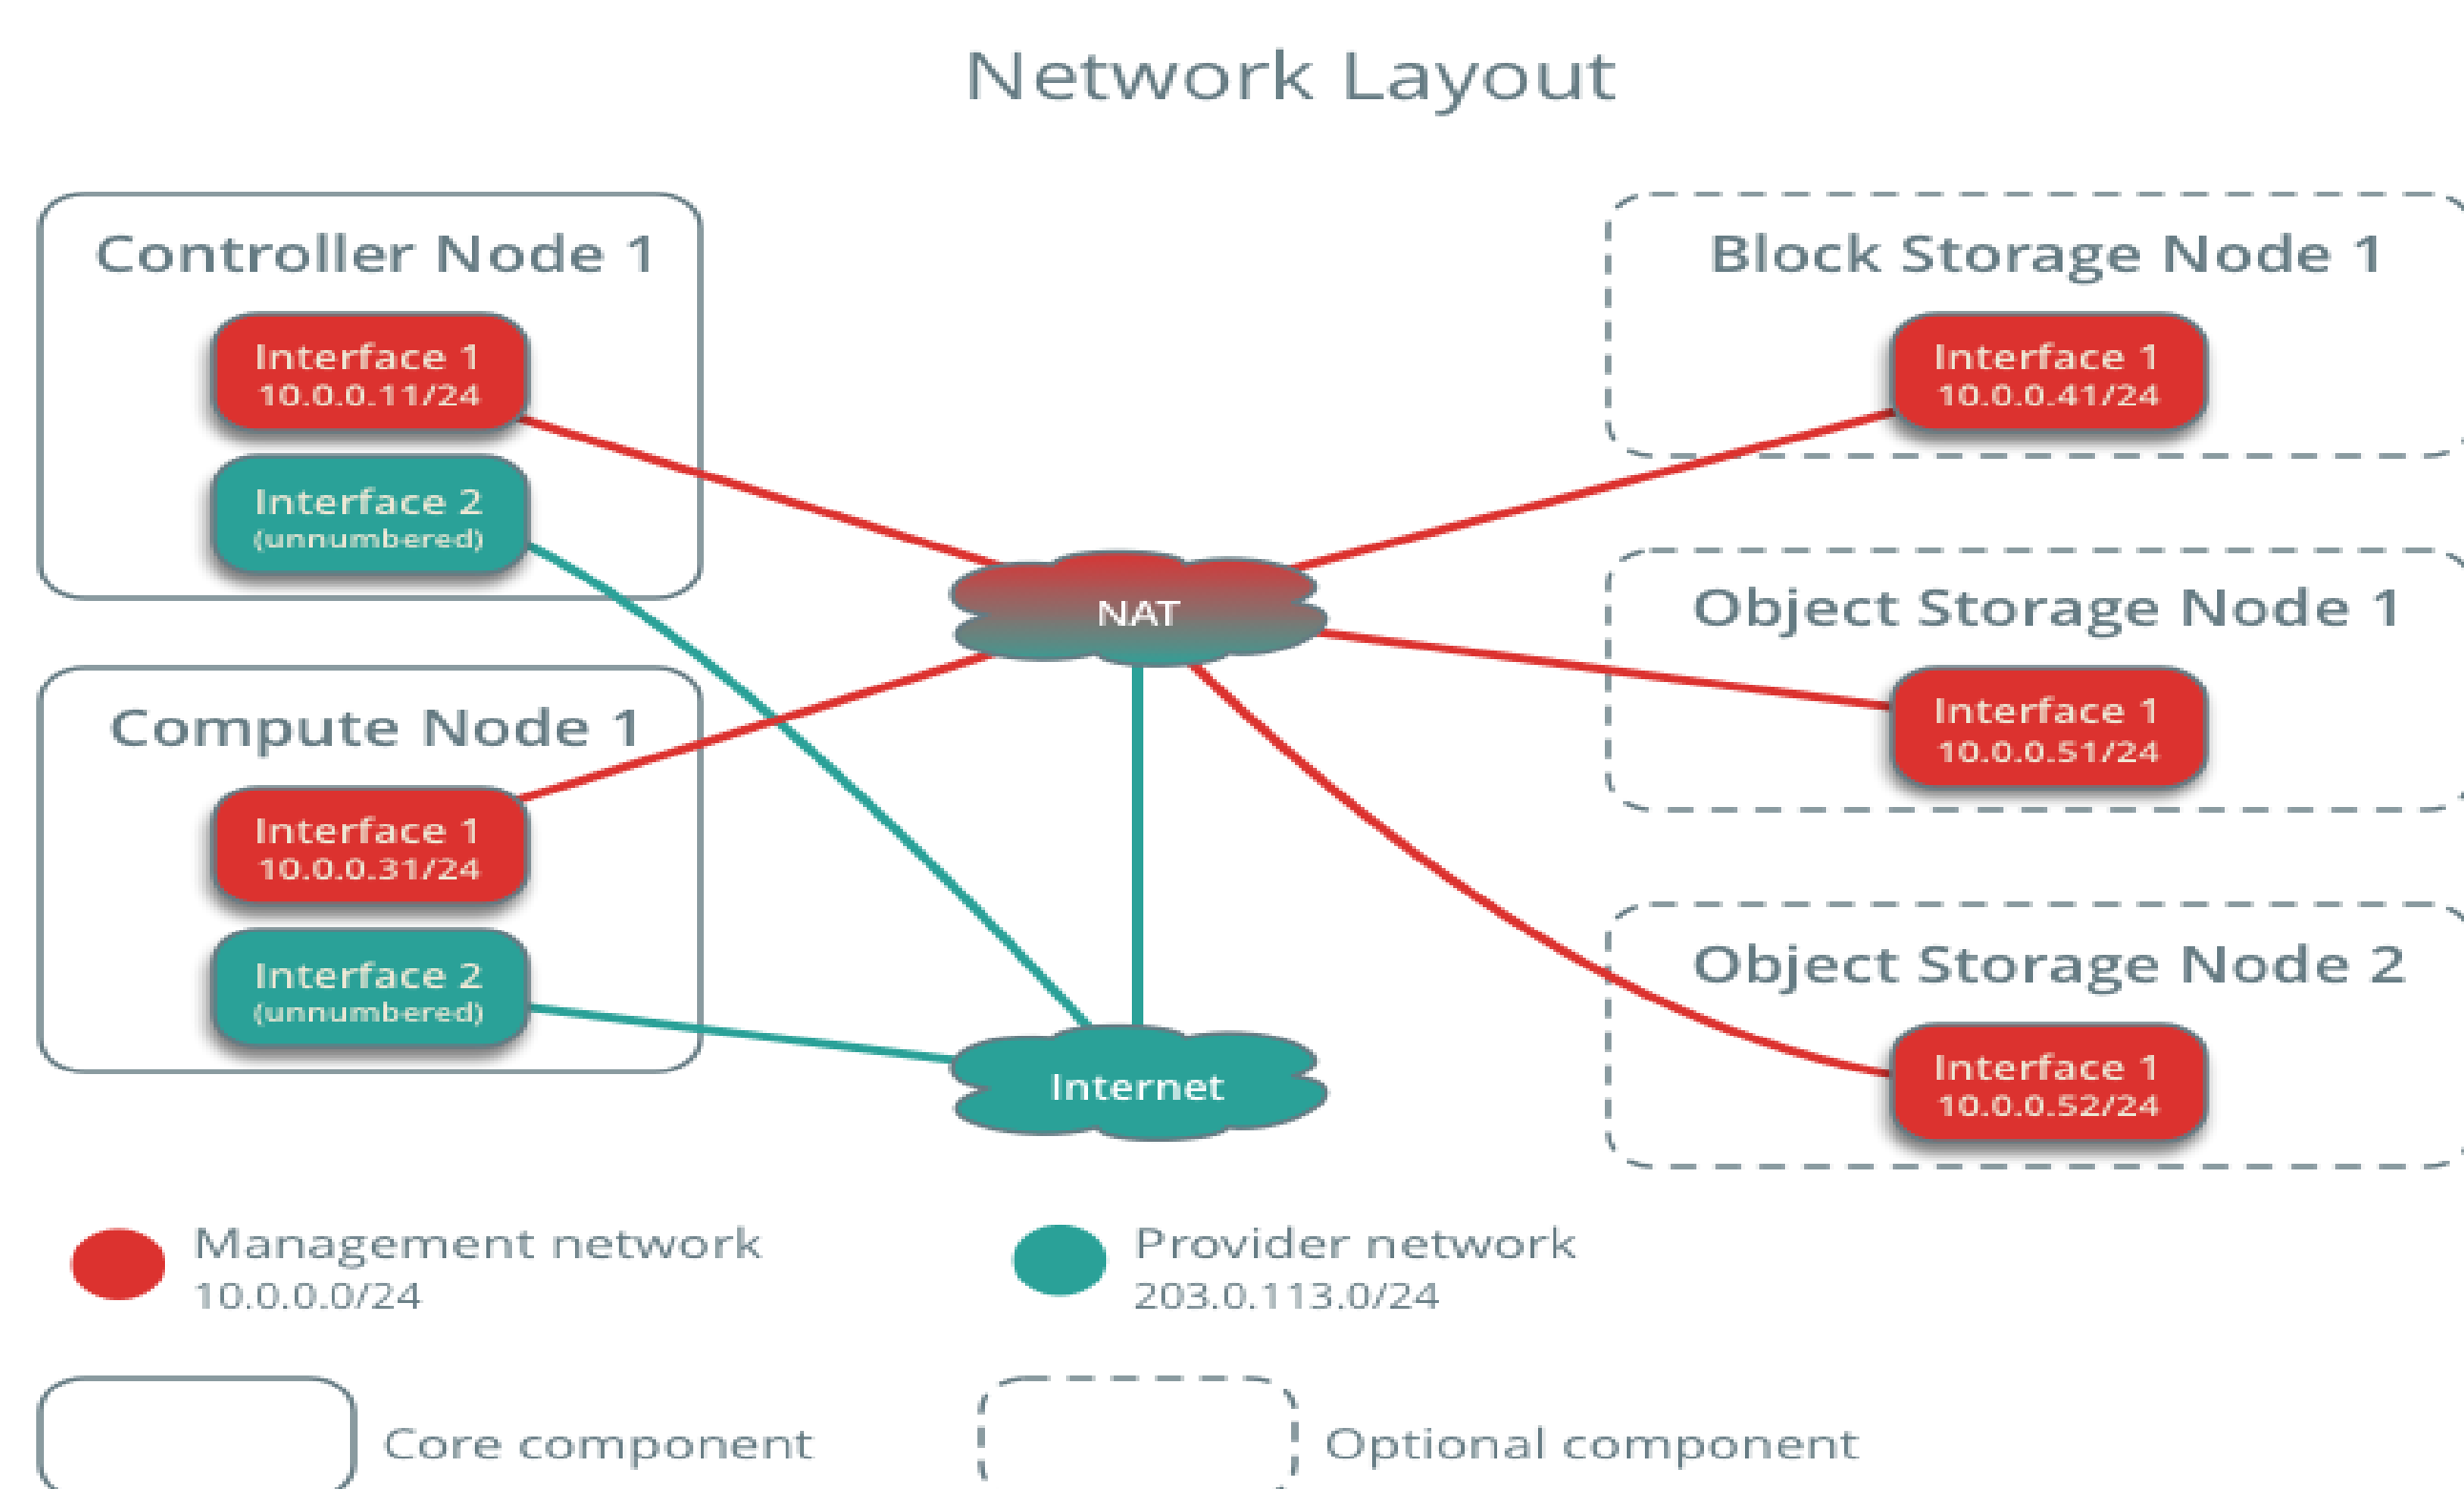 Network Layout
Controller Node 1
Interface 1
10.0.0.11/24
Interface 2
(unnumbered)
Compute Node 1
Interface 1
10.0.0.31/24
Interface 2
(unnumbered)
NAT
Internet
Block Storage Node 1
Interface 1
10.0.0.41/24
Object Storage Node 1
Interface 1
10.0.0.51/24
Object Storage Node 2
Interface 1
10.0.0.52/24
Management network
10.0.0.0/24
Provider network
203.0.113.0/24
Core component
Optional component